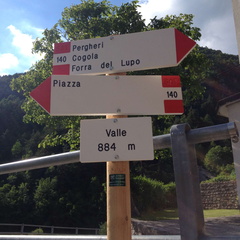 140
Pergheri
Cogola
Forra del Lupo
Piazza
140
Valle
884 m